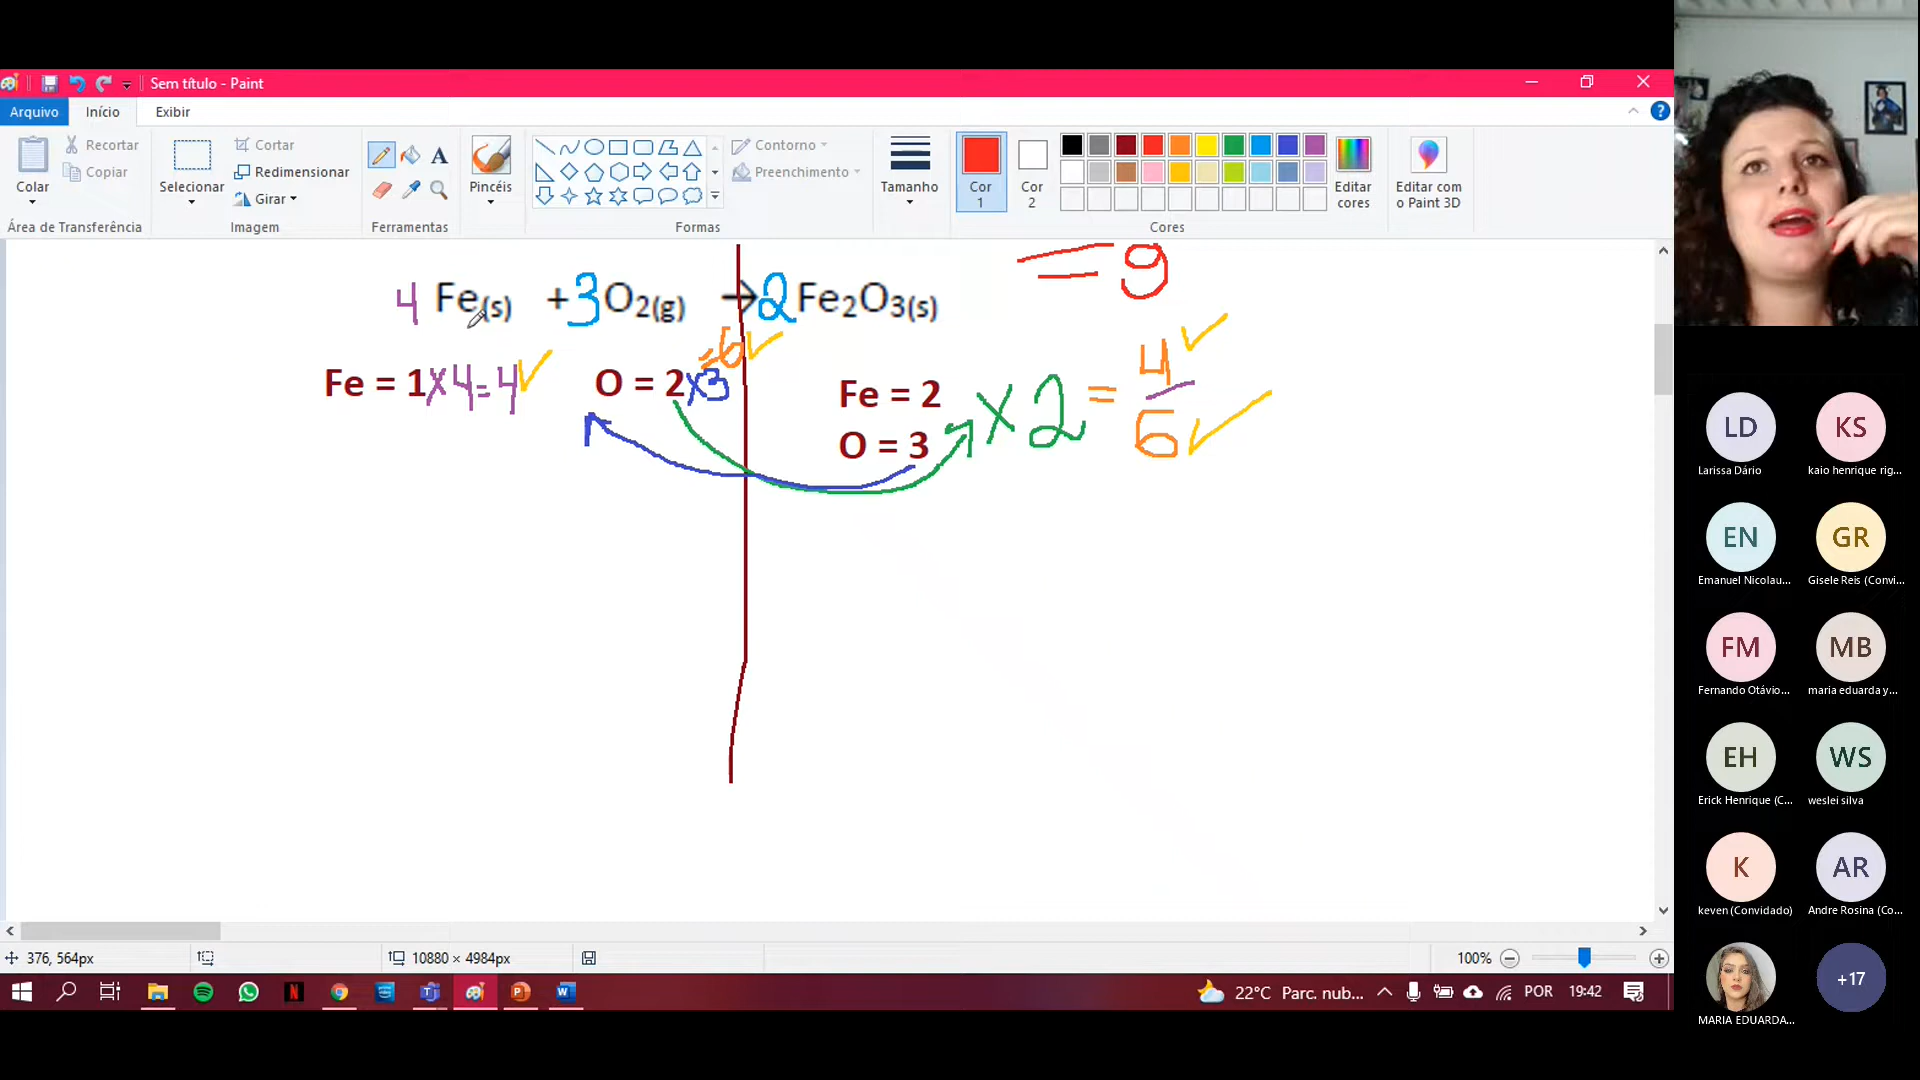 Sem título - Paint
Arquivo Início Exibir
Colar
Recortar
Copiar
Área de Transferência
Selecionar
Cortar
Redimensionar
Girar
Imagem
A
Ferramentas
Pincéis
Formas
Contorno
Preenchimento
Tamanho
Cor 1
Cor 2
Cores
Editar cores
Editar com o Paint 3D
= 9
4 Fe(s) + 3 O2(g) → 2 Fe2O3(s)
Fe = 1 x 4 = 4 ✓ O = 2 x 3 = 6 ✓
Fe = 2
O = 3
x 2 = 4 ✓
6 ✓
376, 564px
10880 × 4984px
100%
22°C Parc. nub... POR 19:42
LD
Larissa Dário
KS
kaio henrique rig...
EN
Emanuel Nicolau...
GR
Gisele Reis (Convi...
FM
Fernando Otávio...
MB
maria eduarda y...
EH
Erick Henrique (C...
WS
weslei silva
K
keven (Convidado)
AR
Andre Rosina (Co...
MARIA EDUARDA...
+17